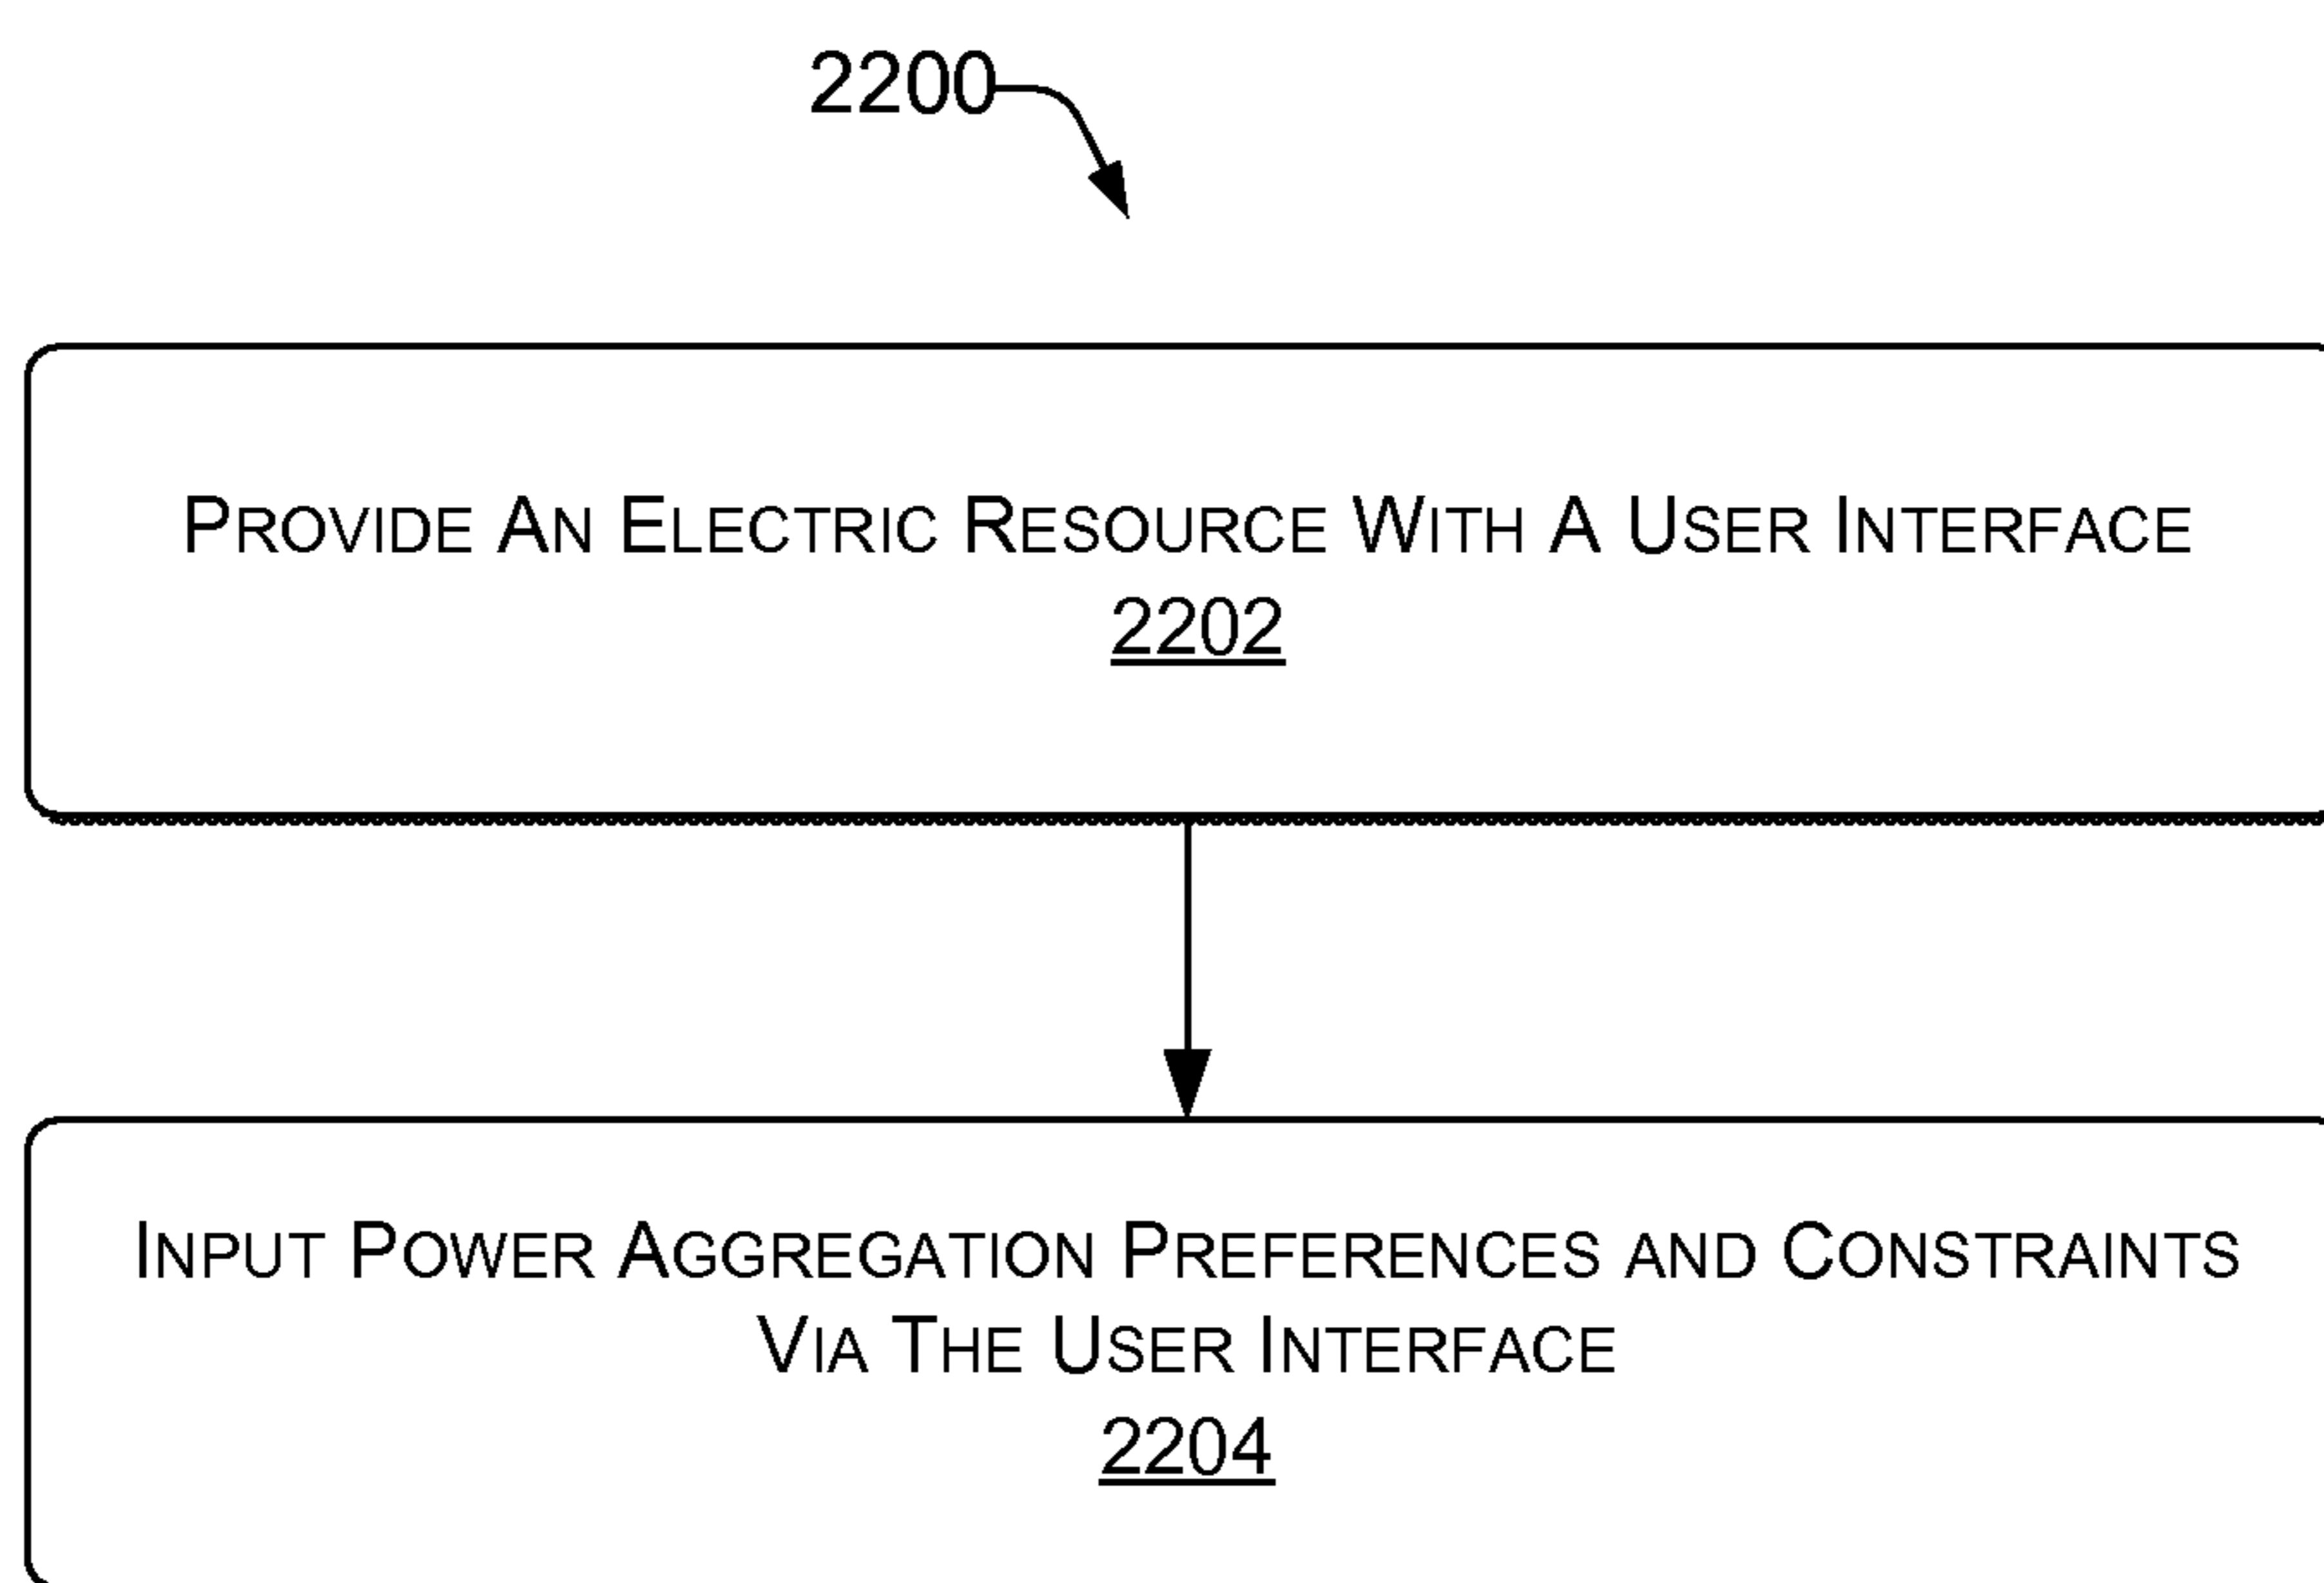 2200
PROVIDE AN ELECTRIC RESOURCE WITH A USER INTERFACE
2202
INPUT POWER AGGREGATION PREFERENCES AND CONSTRAINTS
VIA THE USER INTERFACE
2204